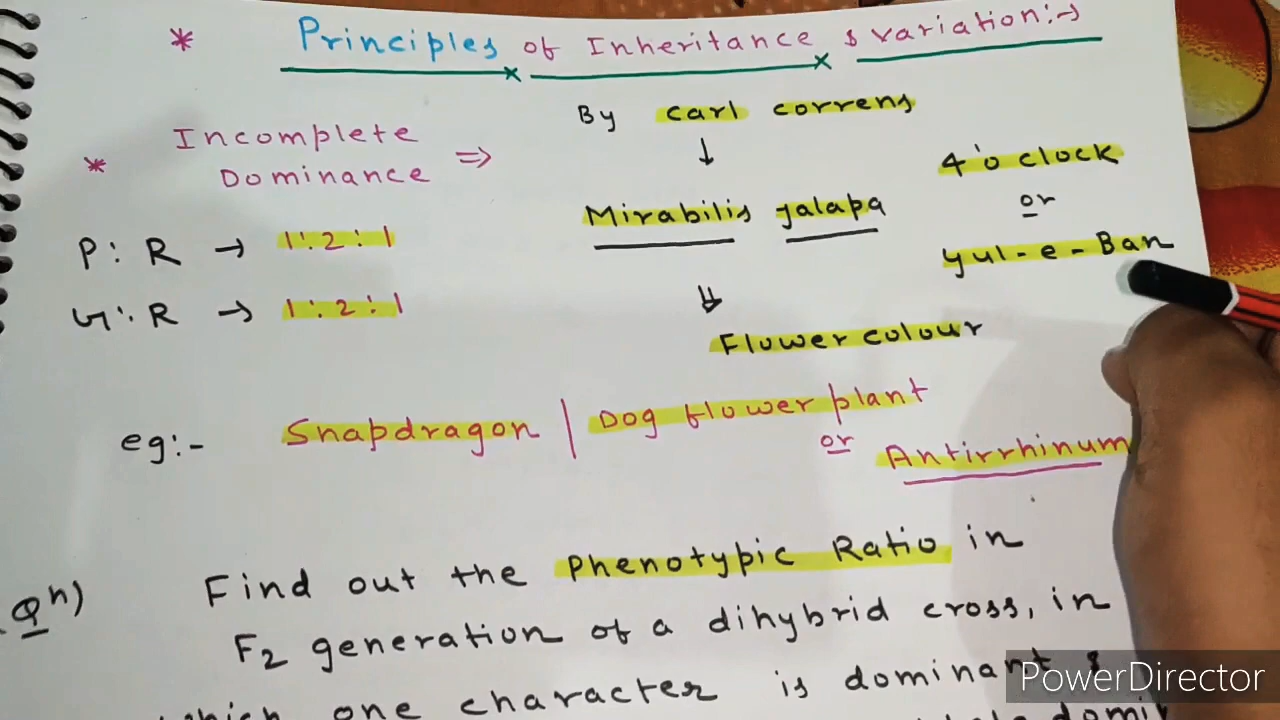 * Principles of Inheritance & variation:-
* Incomplete Dominance ⇒
By Carl correns
↓
Mirabilis jalapa
4'o clock
or
gul-e-Ban
P:R → 1:2:1
G:R → 1:2:1
⇓
Flower colour
eg:- Snapdragon | Dog flower plant
or Antirrhinum
Qn) Find out the Phenotypic Ratio in
F2 generation of a dihybrid cross, in
which one character is dominant &
PowerDirector